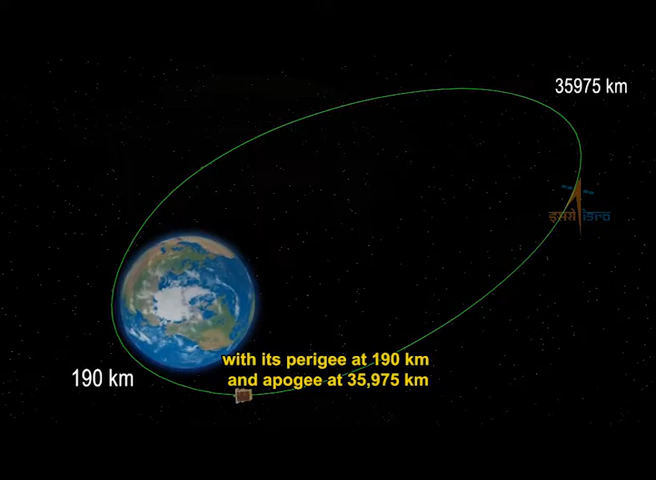 35975 km
इसरो isro
with its perigee at 190 km
190 km
and apogee at 35,975 km